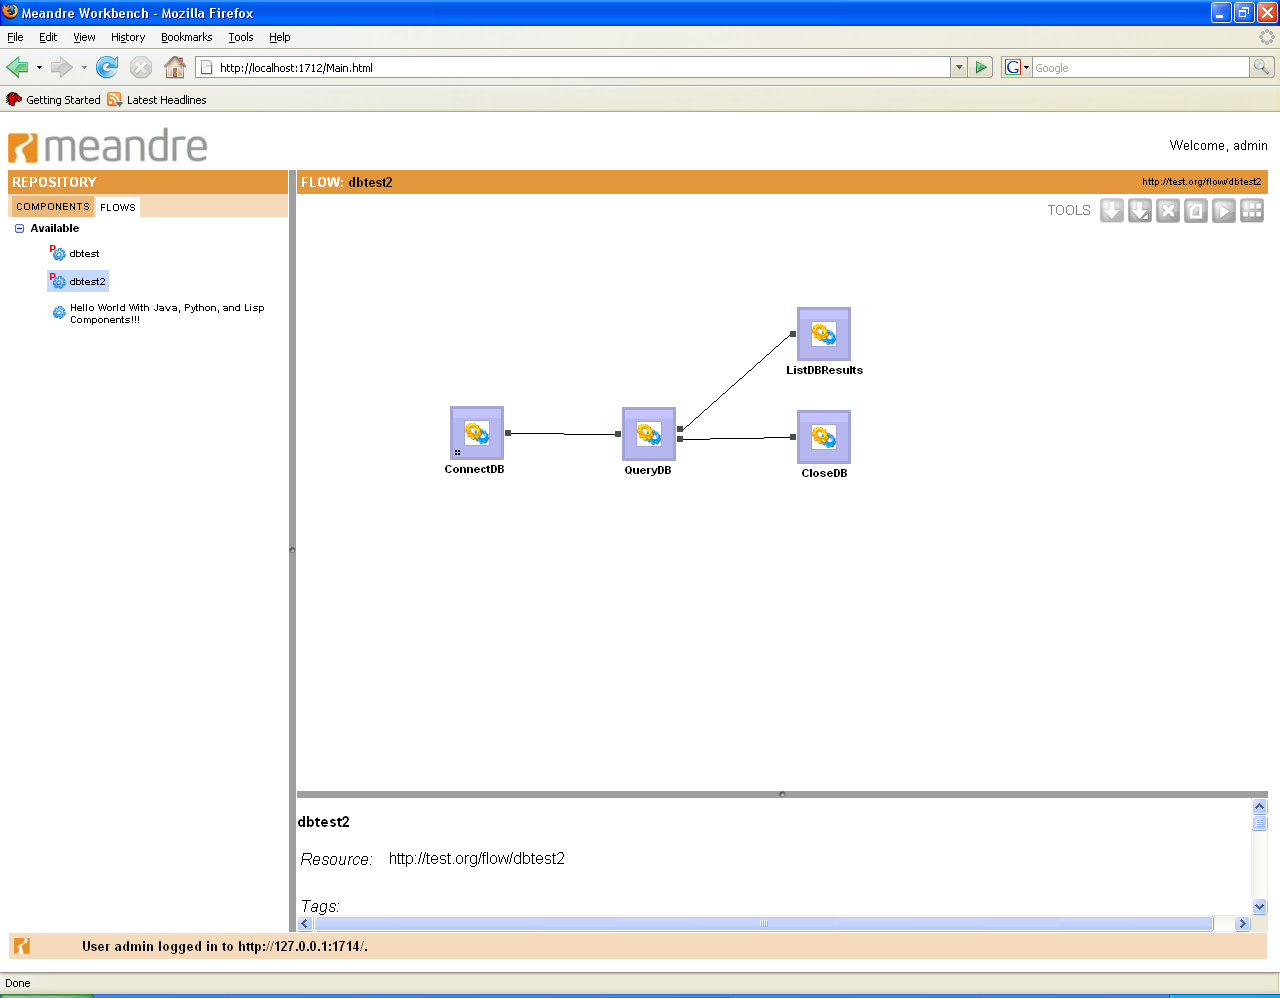 Meandre Workbench - Mozilla Firefox
File Edit View History Bookmarks Tools Help
http://localhost:1712/Main.html
G Google
Getting Started Latest Headlines
meandre
Welcome, admin
REPOSITORY
COMPONENTS FLOWS
Available
P dbtest
P dbtest2
Hello World With Java, Python, and Lisp
Components!!!
FLOW: dbtest2 http://test.org/flow/dbtest2
TOOLS
ListDBResults
ConnectDB
QueryDB
CloseDB
dbtest2
Resource: http://test.org/flow/dbtest2
Tags:
User admin logged in to http://127.0.0.1:1714/.
Done